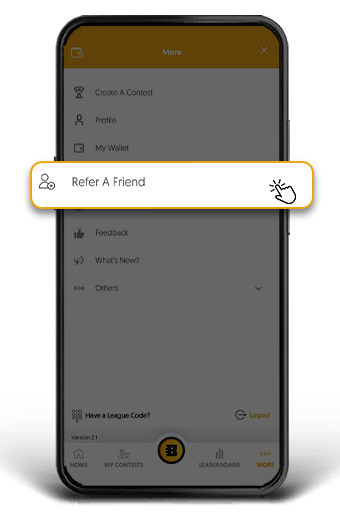 More
Create A Contest
Profile
My Wallet
Refer A Friend
Feedback
What's New?
Others
Have a League Code?
Logout
Version 2.1
B
HOME
MY CONTESTS
LEADERBOARD
MORE